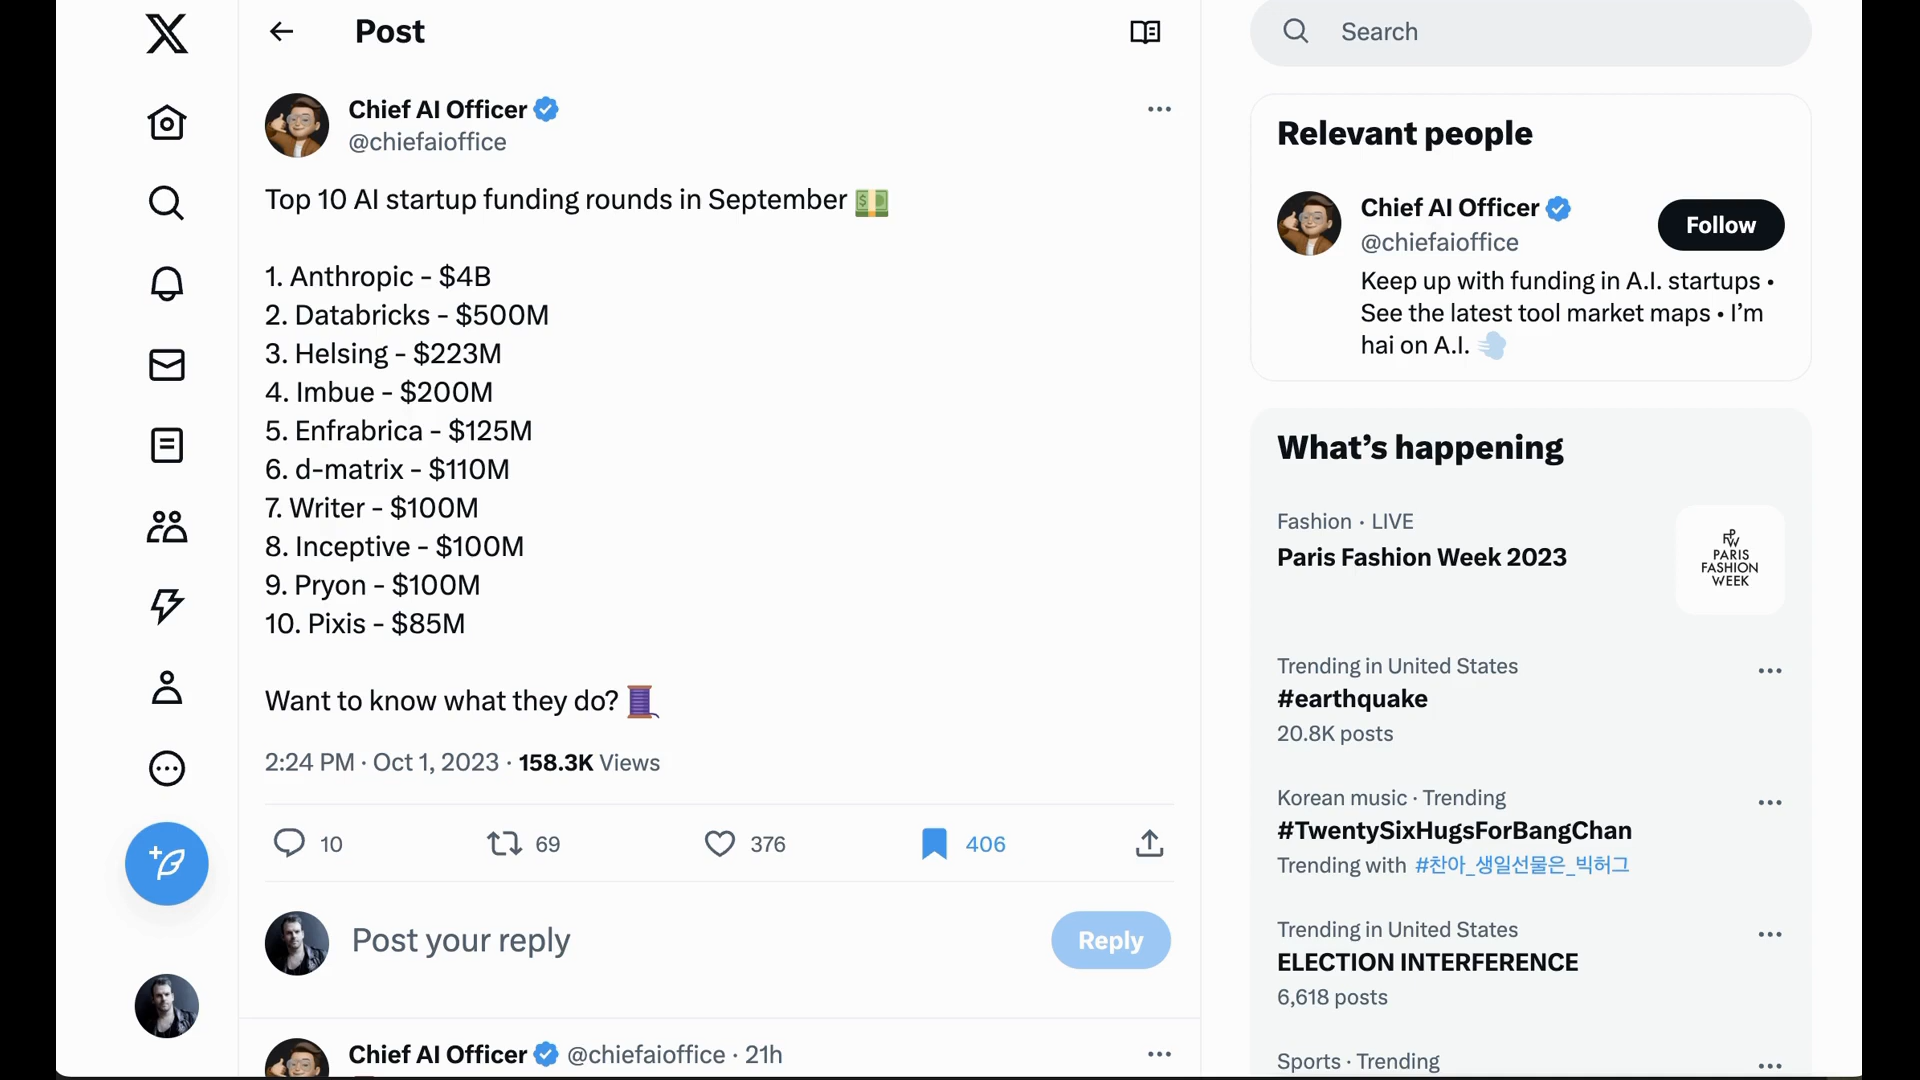 Post
Chief AI Officer
@chiefaioffice
Top 10 AI startup funding rounds in September
1. Anthropic - $4B
2. Databricks - $500M
3. Helsing - $223M
4. Imbue - $200M
5. Enfrabrica - $125M
6. d-matrix - $110M
7. Writer - $100M
8. Inceptive - $100M
9. Pryon - $100M
10. Pixis - $85M
Want to know what they do?
2:24 PM · Oct 1, 2023 · 158.3K Views
10 69 376 406
Post your reply
Reply
Chief AI Officer @chiefaioffice · 21h
Search
Relevant people
Chief AI Officer
@chiefaioffice
Follow
Keep up with funding in A.I. startups •
See the latest tool market maps • I’m
hai on A.I.
What’s happening
Fashion · LIVE
Paris Fashion Week 2023
PFW
PARIS
FASHION
WEEK
Trending in United States
#earthquake
20.8K posts
Korean music · Trending
#TwentySixHugsForBangChan
Trending with #찬아_생일선물은_빅허그
Trending in United States
ELECTION INTERFERENCE
6,618 posts
Sports · Trending